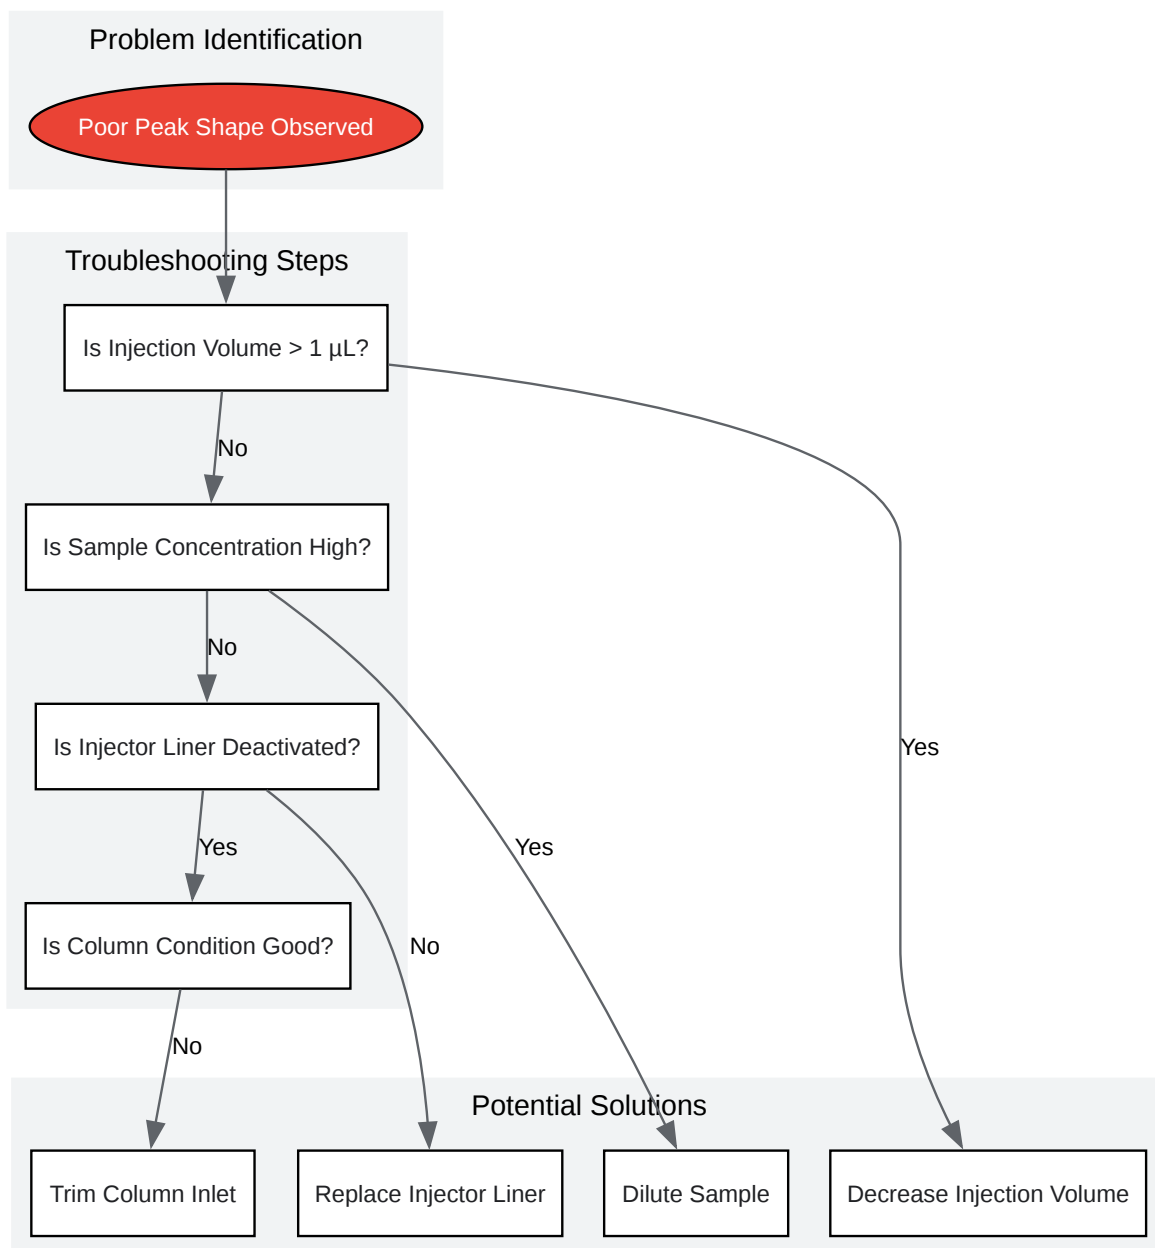 Problem Identification
Poor Peak Shape Observed
Troubleshooting Steps
Is Injection Volume > 1 µL?
No
Is Sample Concentration High?
No
Yes
Is Injector Liner Deactivated?
Yes
Yes
Is Column Condition Good?
No
No
Potential Solutions
Trim Column Inlet
Replace Injector Liner
Dilute Sample
Decrease Injection Volume